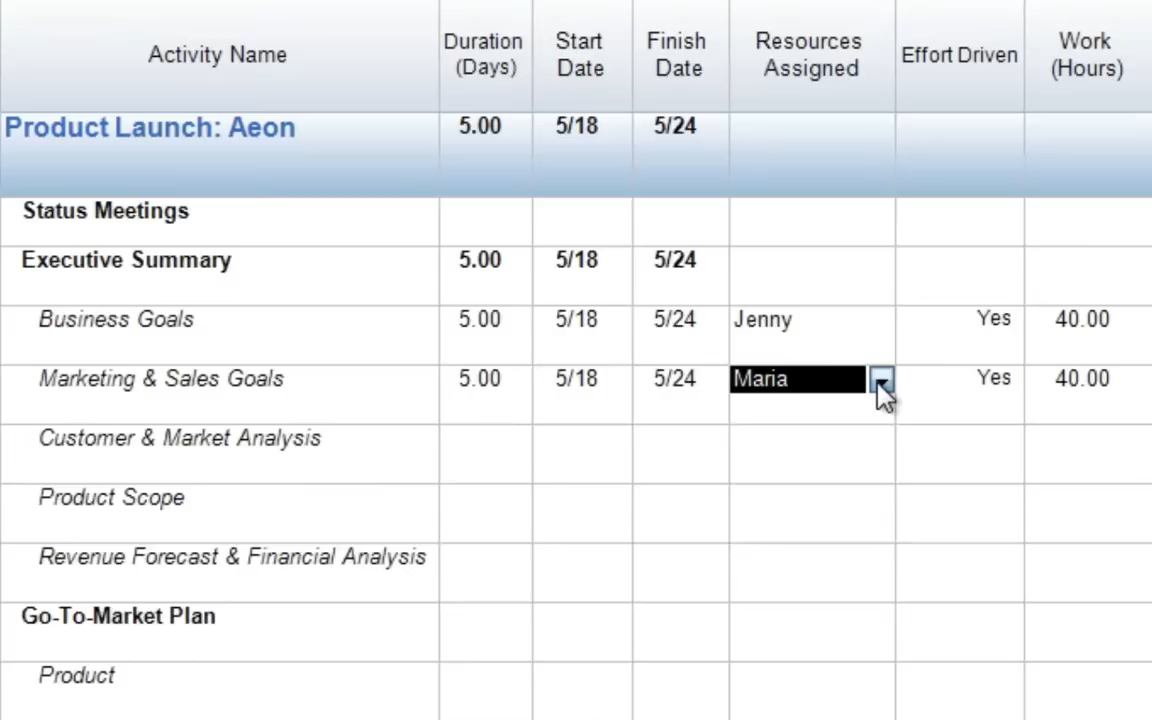 Activity Name Duration (Days) Start Date Finish Date Resources Assigned Effort Driven Work (Hours)
Product Launch: Aeon 5.00 5/18 5/24
Status Meetings
Executive Summary 5.00 5/18 5/24
Business Goals 5.00 5/18 5/24 Jenny Yes 40.00
Marketing & Sales Goals 5.00 5/18 5/24 Maria Yes 40.00
Customer & Market Analysis
Product Scope
Revenue Forecast & Financial Analysis
Go-To-Market Plan
Product